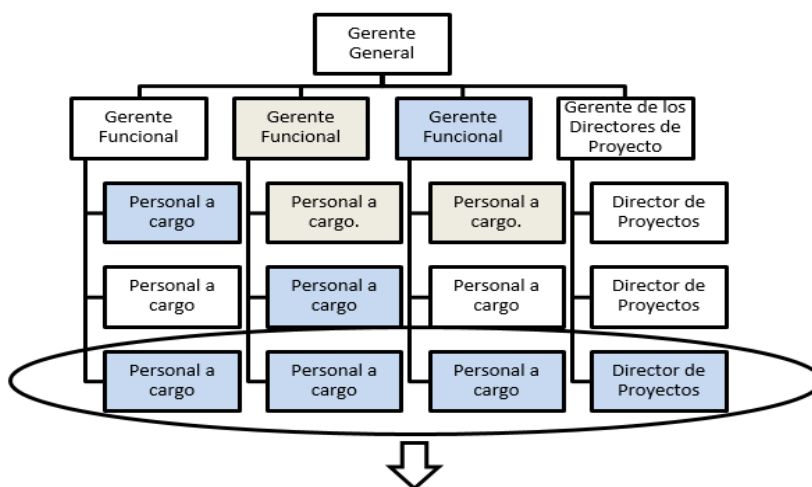 Gerente
General
Gerente
Funcional
Gerente
Funcional
Gerente
Funcional
Gerente de los
Directores de
Proyecto
Personal a
cargo
Personal a
cargo.
Personal a
cargo.
Director de
Proyectos
Personal a
cargo
Personal a
cargo
Personal a
cargo
Director de
Proyectos
Personal a
cargo
Personal a
cargo
Personal a
cargo
Director de
Proyectos